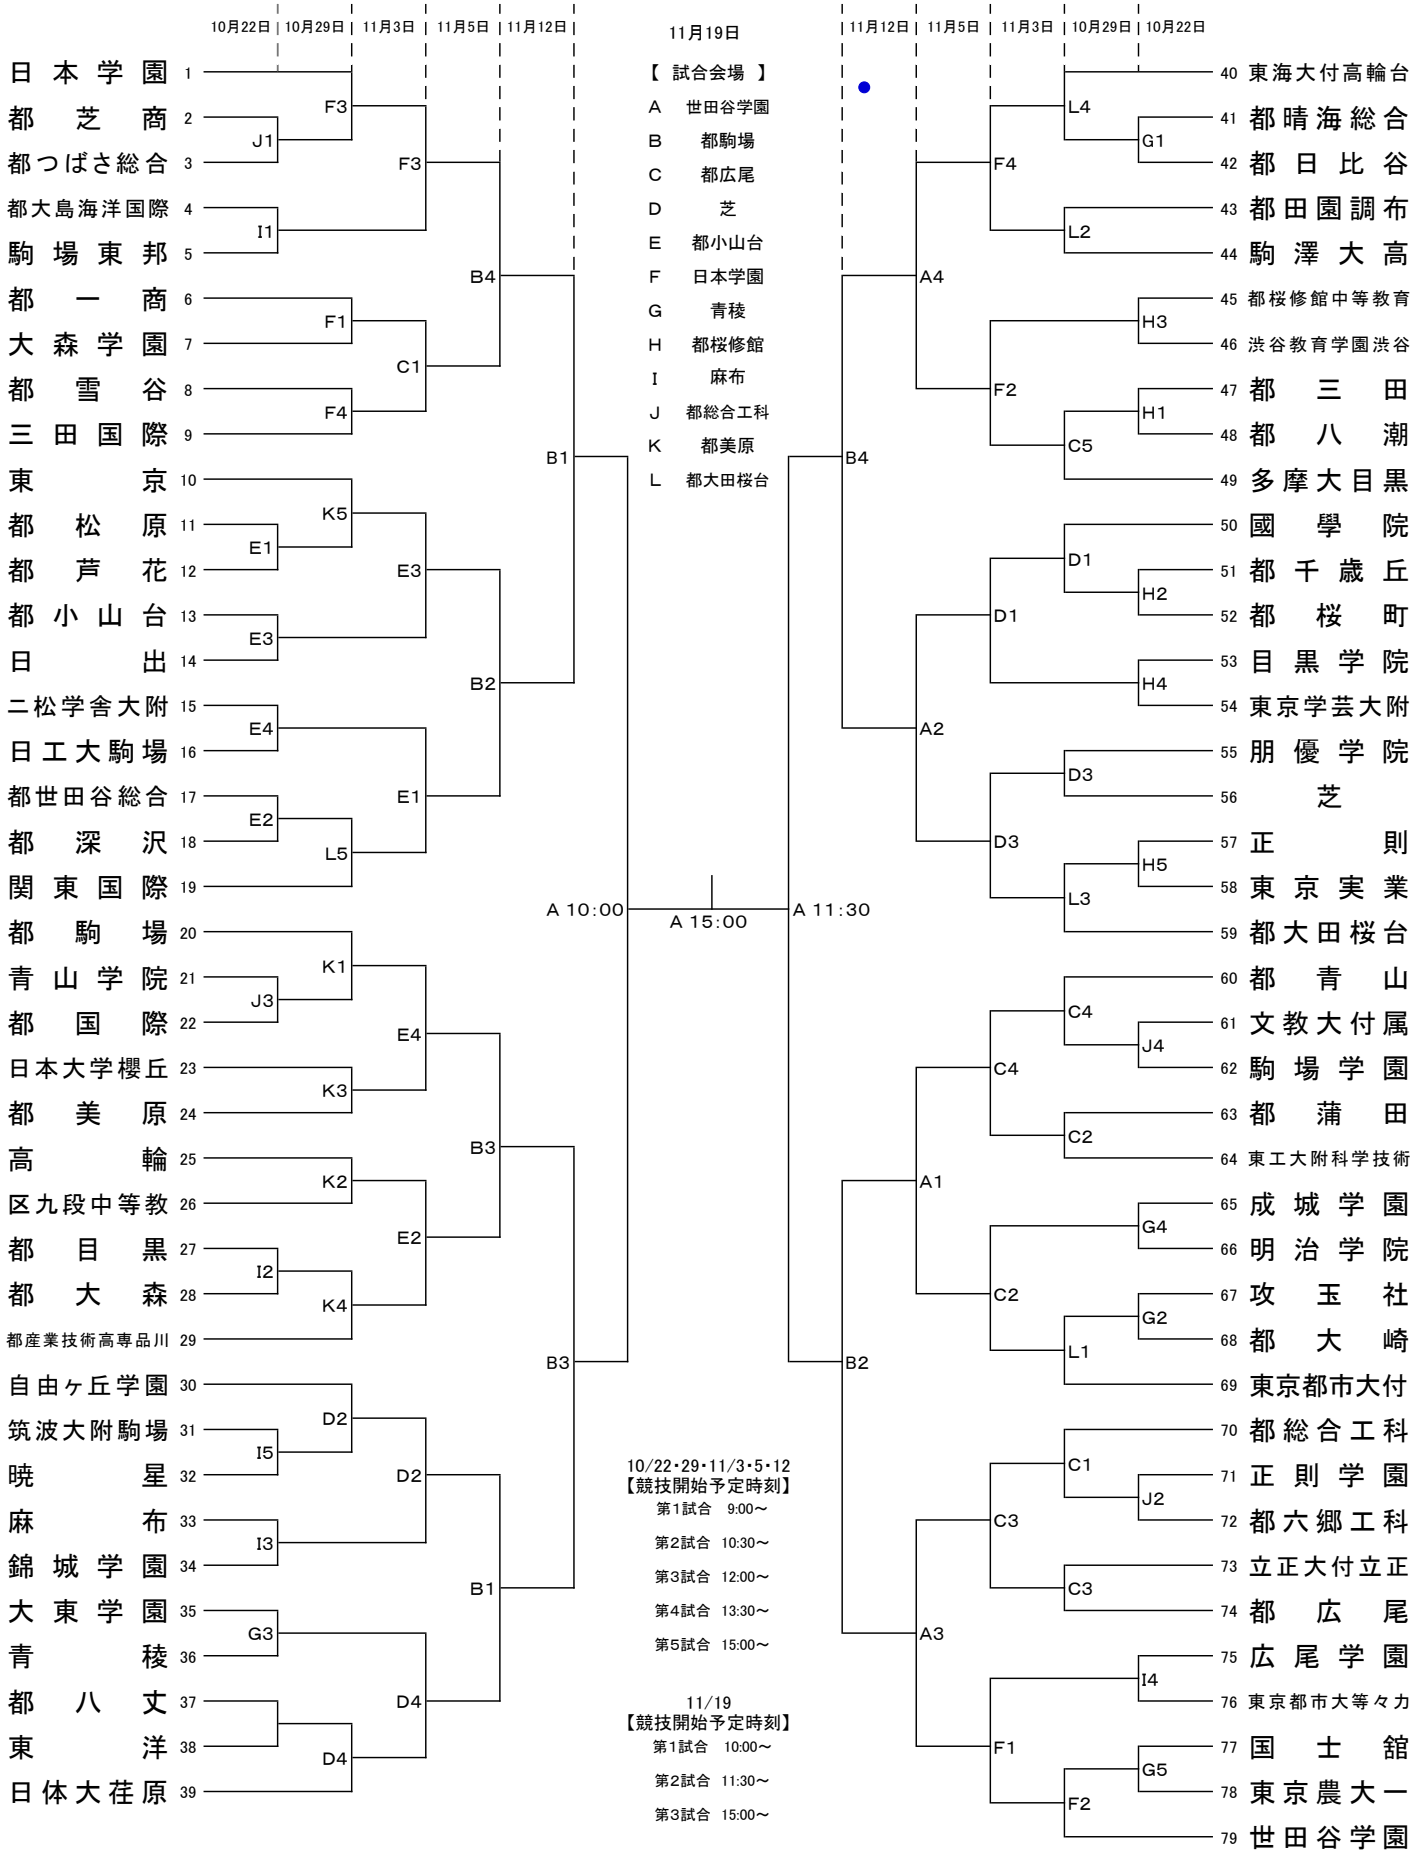 10月22日 10月29日 11月3日 11月5日 11月12日 11月19日 11月12日 11月5日 11月3日 10月29日 10月22日
日本学園 1
都芝商 2
都つばさ総合 3
都大島海洋国際 4
駒場東邦 5
都一商 6
大森学園 7
都雪谷 8
三田国際 9
東京 10
都松原 11
都芦花 12
都小山台 13
日出 14
二松学舎大附 15
日工大駒場 16
都世田谷総合 17
都深沢 18
関東国際 19
都駒場 20
青山学院 21
都国際 22
日本大学櫻丘 23
都美原 24
高輪 25
区九段中等教 26
都目黒 27
都大森 28
都産業技術高専品川 29
自由ヶ丘学園 30
筑波大附駒場 31
暁星 32
麻布 33
錦城学園 34
大東学園 35
青稜 36
都八丈 37
東洋 38
日体大荏原 39
J1
I1
E1
E3
E4
E2
J3
I2
I5
I3
G3
F3
F1
F4
K5
L5
K1
K3
K2
K4
D2
D4
F3
C1
E3
E1
E4
E2
D2
D4
B4
B2
B3
B1
B1
B3
A 10:00
A 15:00
A 11:30
【 試合会場 】
A 世田谷学園
B 都駒場
C 都広尾
D 芝
E 都小山台
F 日本学園
G 青稜
H 都桜修館
I 麻布
J 都総合工科
K 都美原
L 都大田桜台
10/22・29・11/3・5・12
【競技開始予定時刻】
第1試合 9:00～
第2試合 10:30～
第3試合 12:00～
第4試合 13:30～
第5試合 15:00～
11/19
【競技開始予定時刻】
第1試合 10:00～
第2試合 11:30～
第3試合 15:00～
B4
B2
A4
A2
A1
A3
F4
F2
D1
D3
C4
C2
C3
F1
L4
L2
C5
D1
D3
L3
C4
C2
L1
C1
C3
F2
G1
H3
H1
H2
H4
H5
J4
G4
G2
J2
I4
G5
40 東海大付高輪台
41 都晴海総合
42 都日比谷
43 都田園調布
44 駒澤大高
45 都桜修館中等教育
46 渋谷教育学園渋谷
47 都三田
48 都八潮
49 多摩大目黒
50 國學院
51 都千歳丘
52 都桜町
53 目黒学院
54 東京学芸大附
55 朋優学院
56 芝
57 正則
58 東京実業
59 都大田桜台
60 都青山
61 文教大付属
62 駒場学園
63 都蒲田
64 東工大附科学技術
65 成城学園
66 明治学院
67 攻玉社
68 都大崎
69 東京都市大付
70 都総合工科
71 正則学園
72 都六郷工科
73 立正大付立正
74 都広尾
75 広尾学園
76 東京都市大等々力
77 国士舘
78 東京農大一
79 世田谷学園